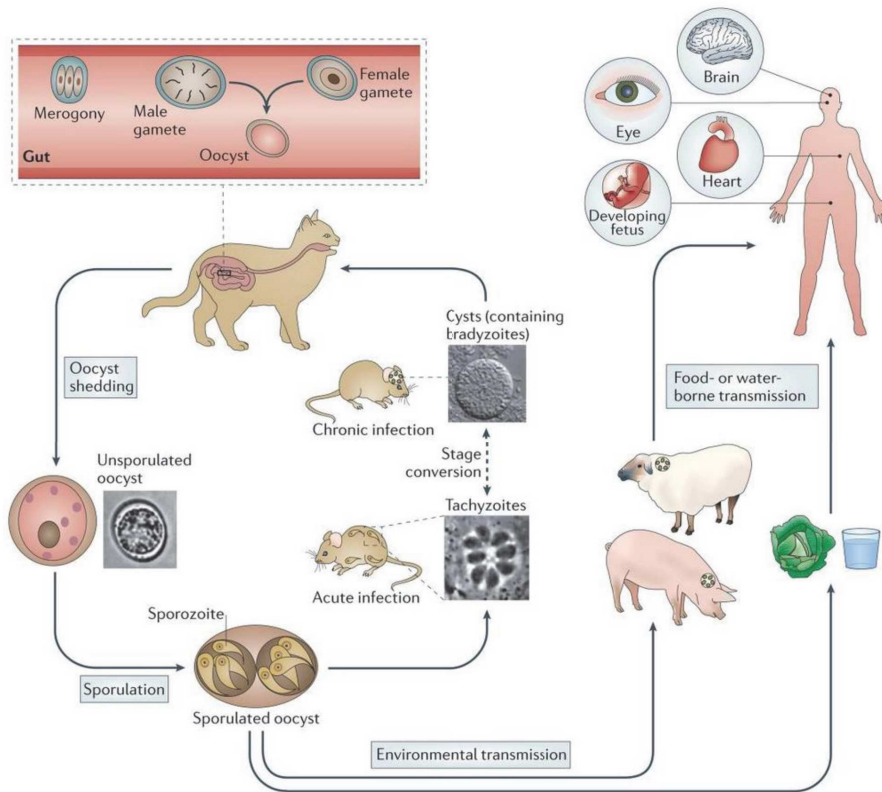 Merogony
Male
gamete
Female
gamete
Oocyst
Gut
Brain
Eye
Heart
Developing
fetus
Cysts (containing
bradyzoites)
Oocyst
shedding
Chronic infection
Food- or water-
borne transmission
Stage
conversion
Unsporulated
oocyst
Tachyzoites
Acute infection
Sporozoite
Sporulation
Sporulated oocyst
Environmental transmission